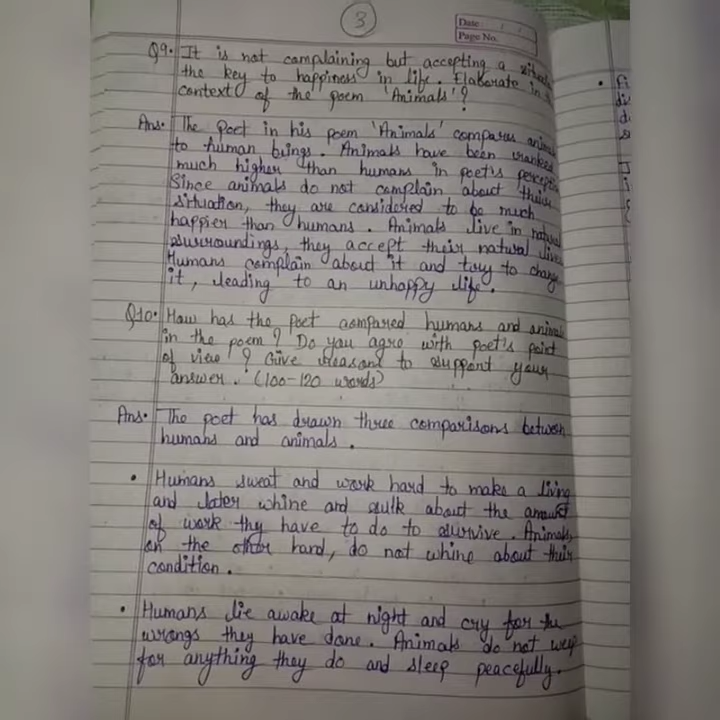 3
Date: / /
Page No.
Q9. It is not complaining but accepting a
the key to happiness in life. Elaborate in
context of the poem 'Animals'?
Ans. The Poet in his poem 'Animals' compares
to human beings. Animals have been ranked
much higher than humans in poet's
Since animals do not complain about their
situation, they are considered to be much
happier than humans. Animals live in natural
surroundings, they accept their natural
Humans complain about it and try to change
it, leading to an unhappy life.
Q10. How has the Poet compared humans and
in the poem? Do you agre with poet's point
of view? Give reasons to support your
answer. (100-120 words)
Ans. The poet has drawn three comparisons between
humans and animals.
• Humans sweat and work hard to make a living
and later whine and sulk about the amount
of work they have to do to survive. Animals,
on the other hand, do not whine about their
condition.
• Humans lie awake at night and cry for the
wrongs they have done. Animals do not weep
for anything they do and sleep peacefully.